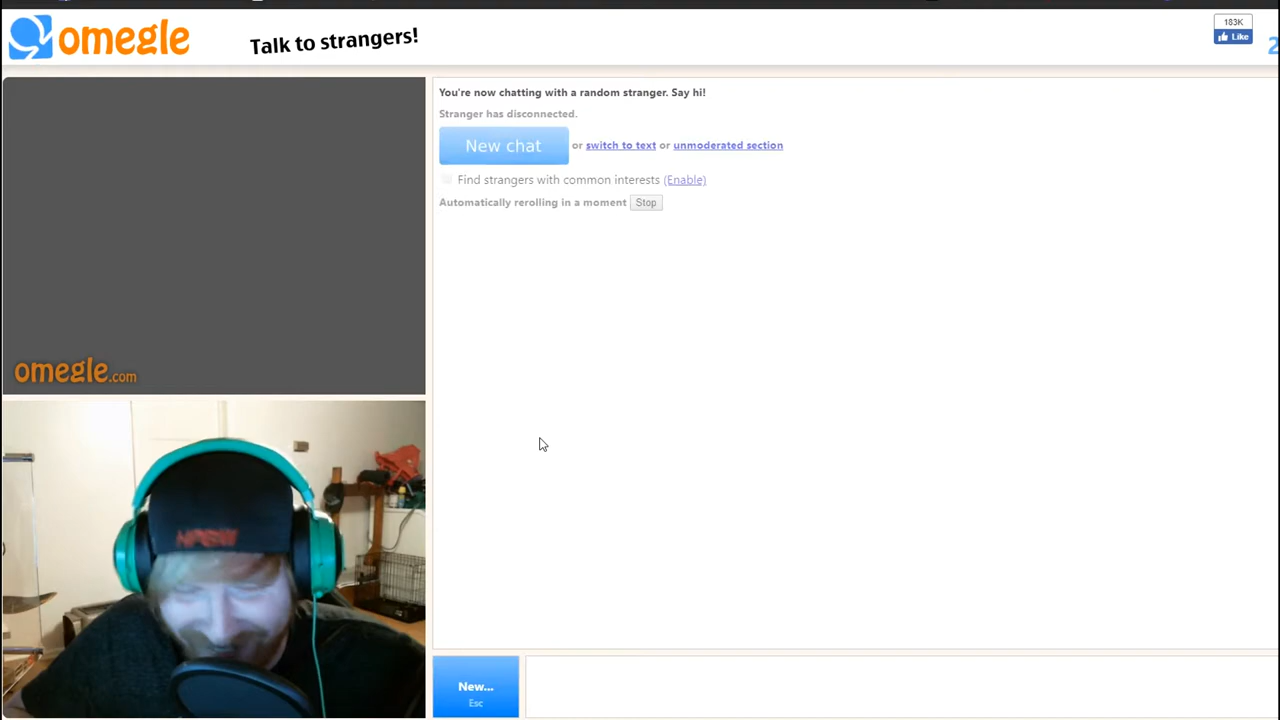 omegle
Talk to strangers!
183K
Like
2
You're now chatting with a random stranger. Say hi!
Stranger has disconnected.
New chat or switch to text or unmoderated section
Find strangers with common interests (Enable)
Automatically rerolling in a moment Stop
omegle.com
New...
Esc